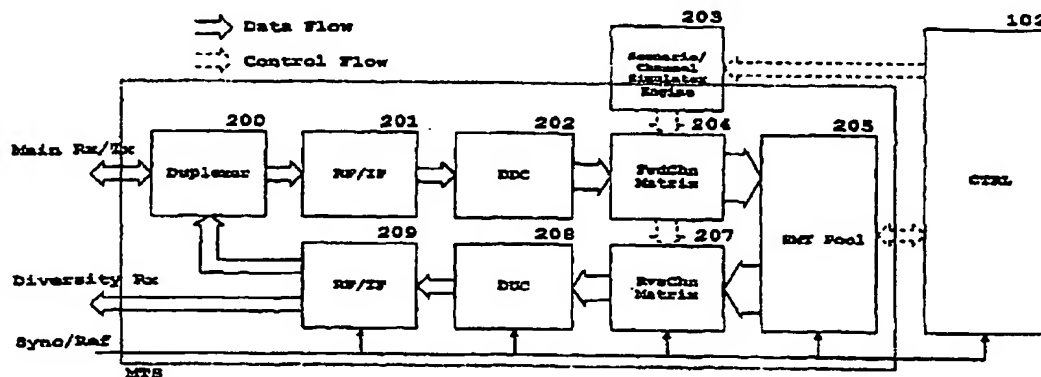 203
102
Data Flow
Control Flow
Scenario/
Channel
Simulator
Engine
200
201
202
204
205
Main Rx/Tx
Duplexer
RF/IF
DDC
FwdChn
Matrix
CTRL
209
208
207
RF/IF
DUC
RvsChn
Matrix
Pool
Diversity Rx
Sync/Ref
MTS